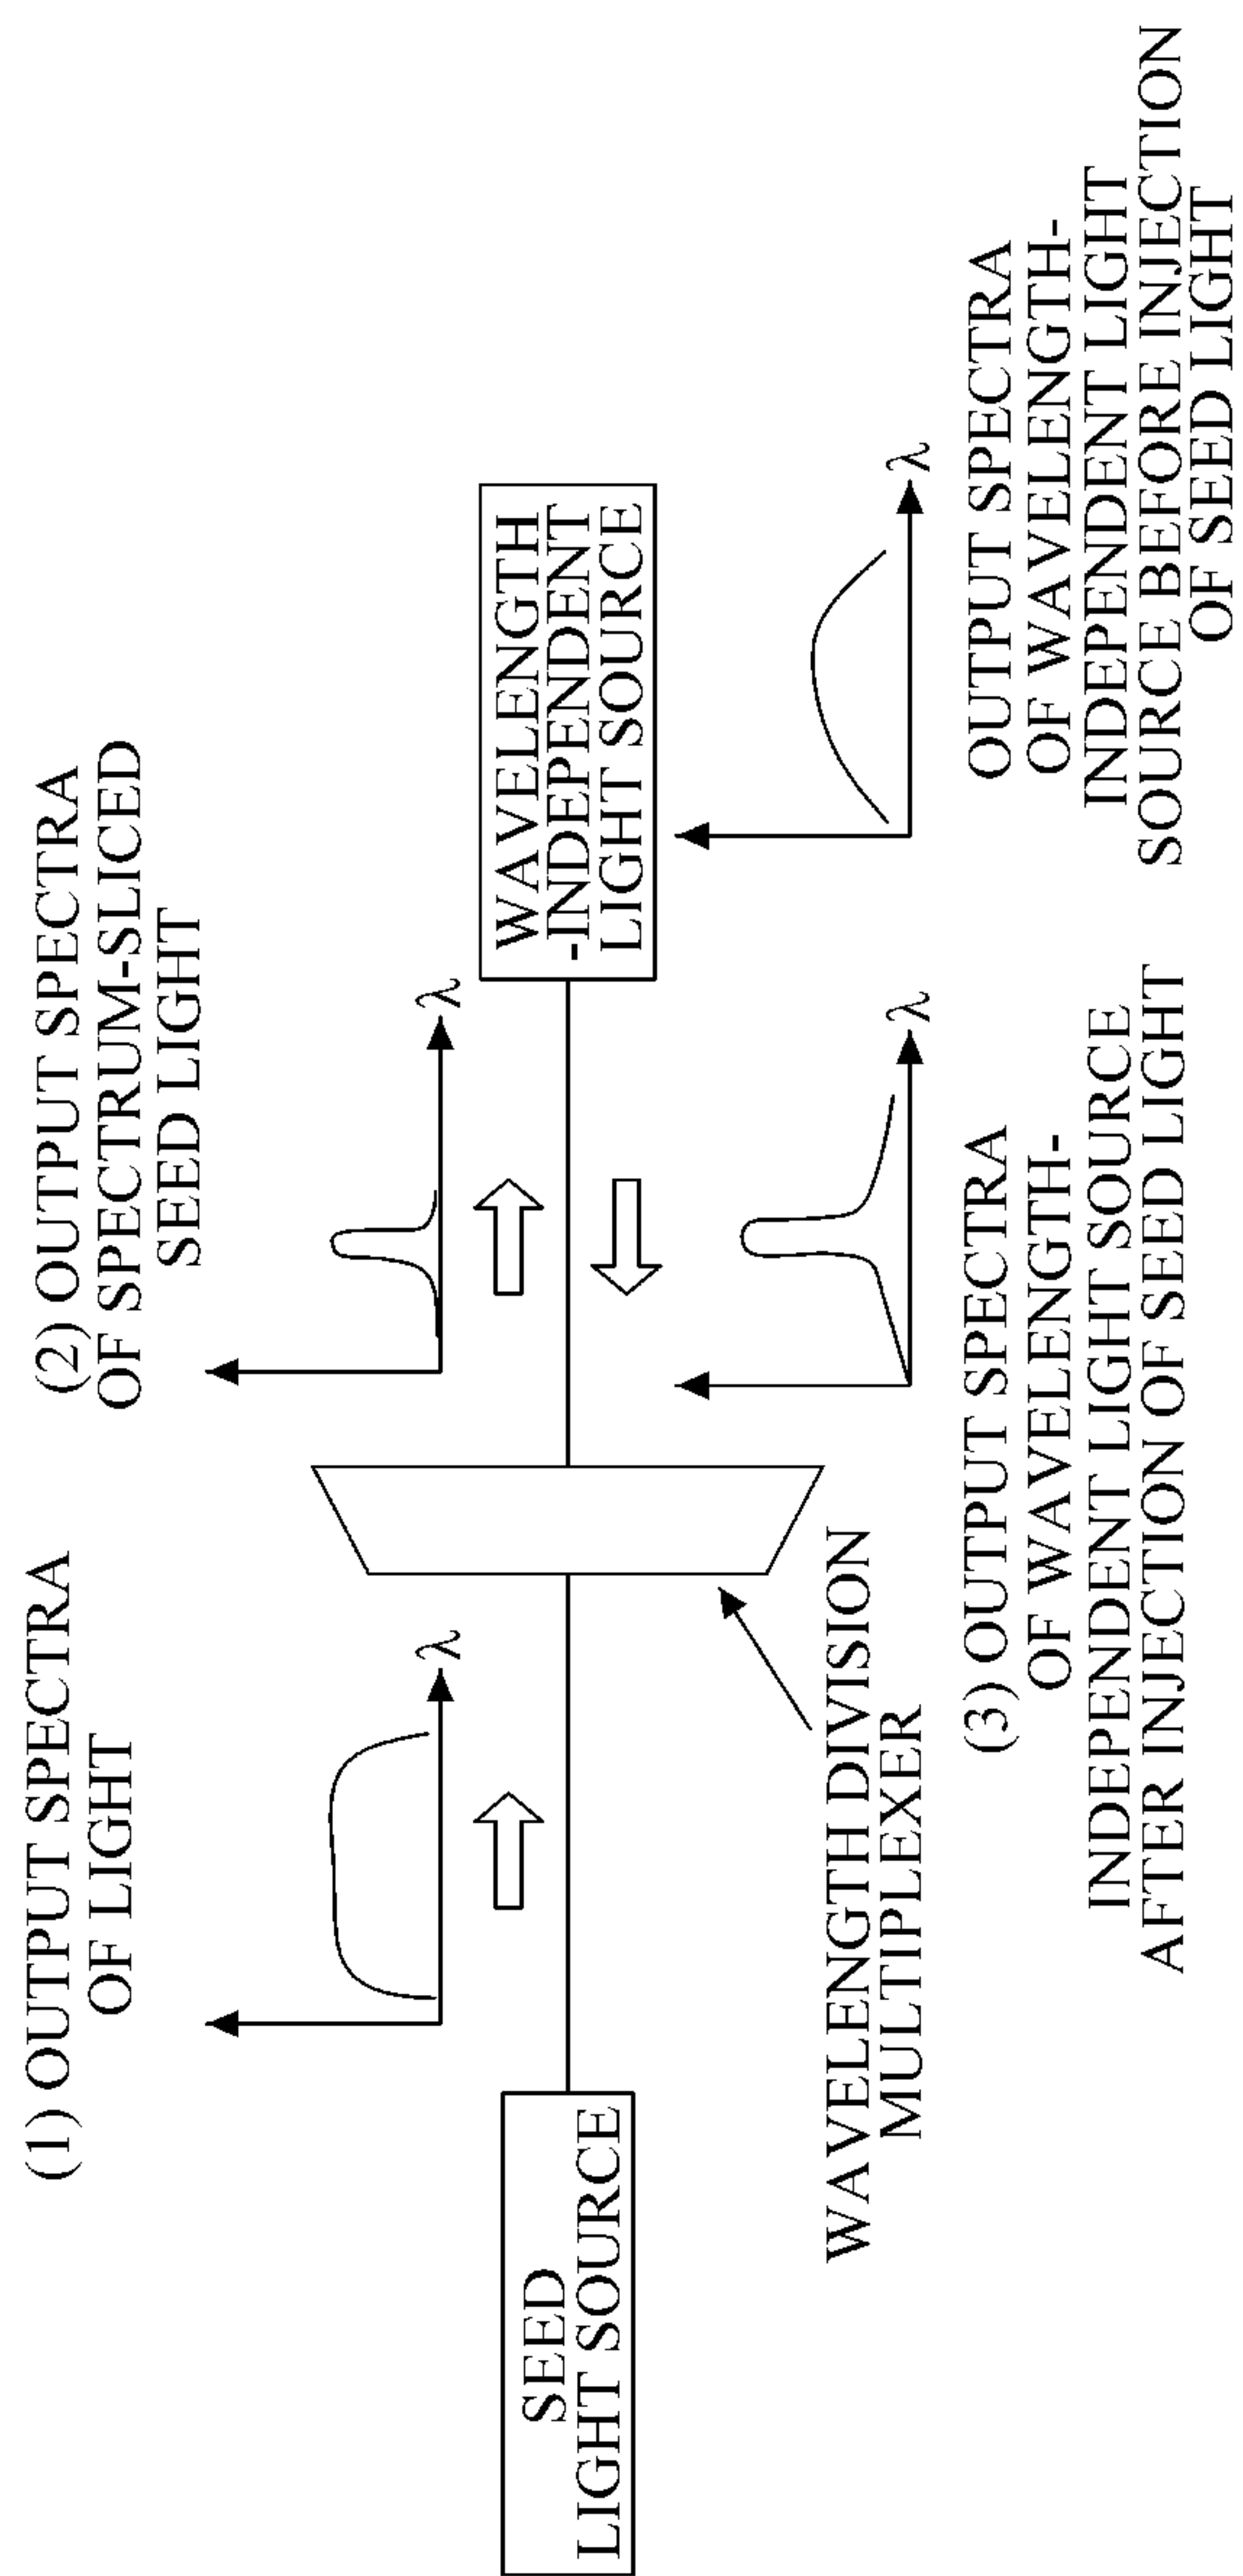 (1) OUTPUT SPECTRA
OF LIGHT
λ
(2) OUTPUT SPECTRA
OF SPECTRUM-SLICED
SEED LIGHT
λ
SEED
LIGHT SOURCE
WAVELENGTH
-INDEPENDENT
LIGHT SOURCE
WAVELENGTH DIVISION
MULTIPLEXER
λ
(3) OUTPUT SPECTRA
OF WAVELENGTH-
INDEPENDENT LIGHT SOURCE
AFTER INJECTION OF SEED LIGHT
λ
OUTPUT SPECTRA
OF WAVELENGTH-
INDEPENDENT LIGHT
SOURCE BEFORE INJECTION
OF SEED LIGHT